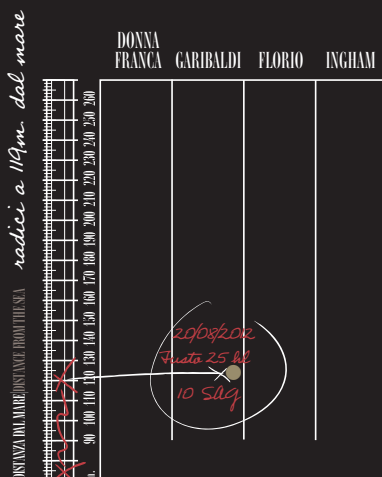 DONNA FRANCA
GARIBALDI
FLORIO
INGHAM
radici a 119m. dal mare
DISTANZA DAL MARE/DISTANCE FROM THE SEA
260
250
240
230
220
210
200
190
180
170
160
150
140
130
120
110
100
90
m.
20/08/2012
Fusto 25 hl
10 SAG